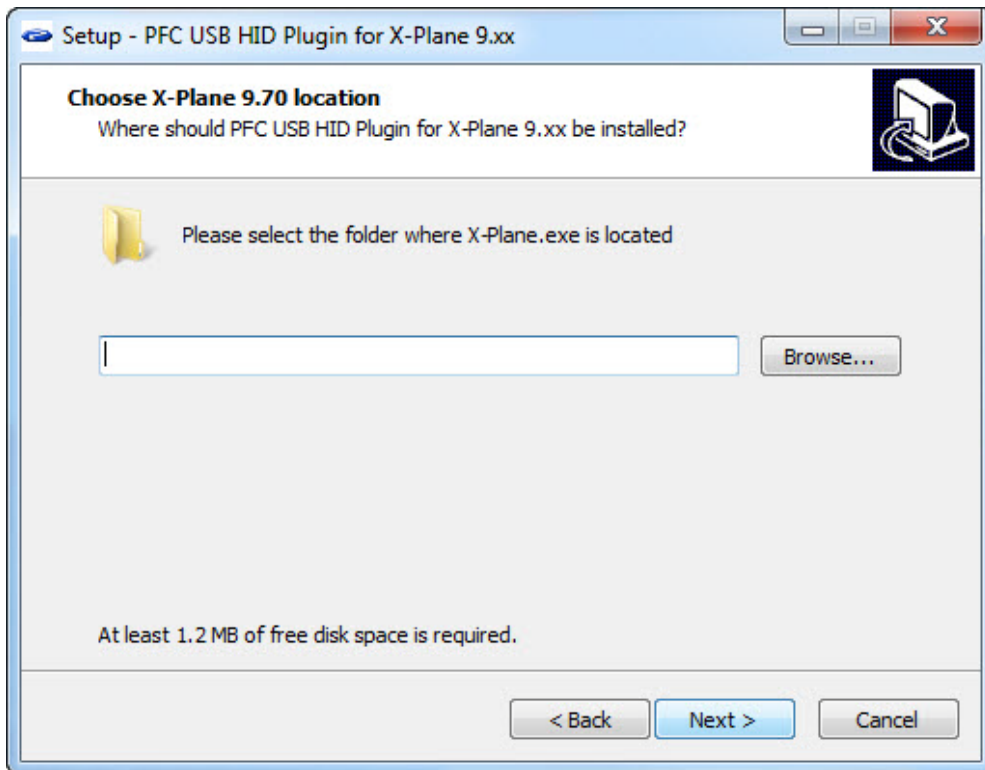 Setup - PFC USB HID Plugin for X-Plane 9.xx
Choose X-Plane 9.70 location
Where should PFC USB HID Plugin for X-Plane 9.xx be installed?
Please select the folder where X-Plane.exe is located
Browse...
At least 1.2 MB of free disk space is required.
< Back Next > Cancel